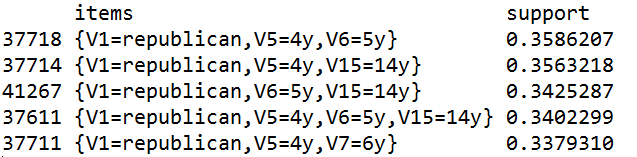 items support
37718 {V1=republican,V5=4y,V6=5y} 0.3586207
37714 {V1=republican,V5=4y,V15=14y} 0.3563218
41267 {V1=republican,V6=5y,V15=14y} 0.3425287
37611 {V1=republican,V5=4y,V6=5y,V15=14y} 0.3402299
37711 {V1=republican,V5=4y,V7=6y} 0.3379310